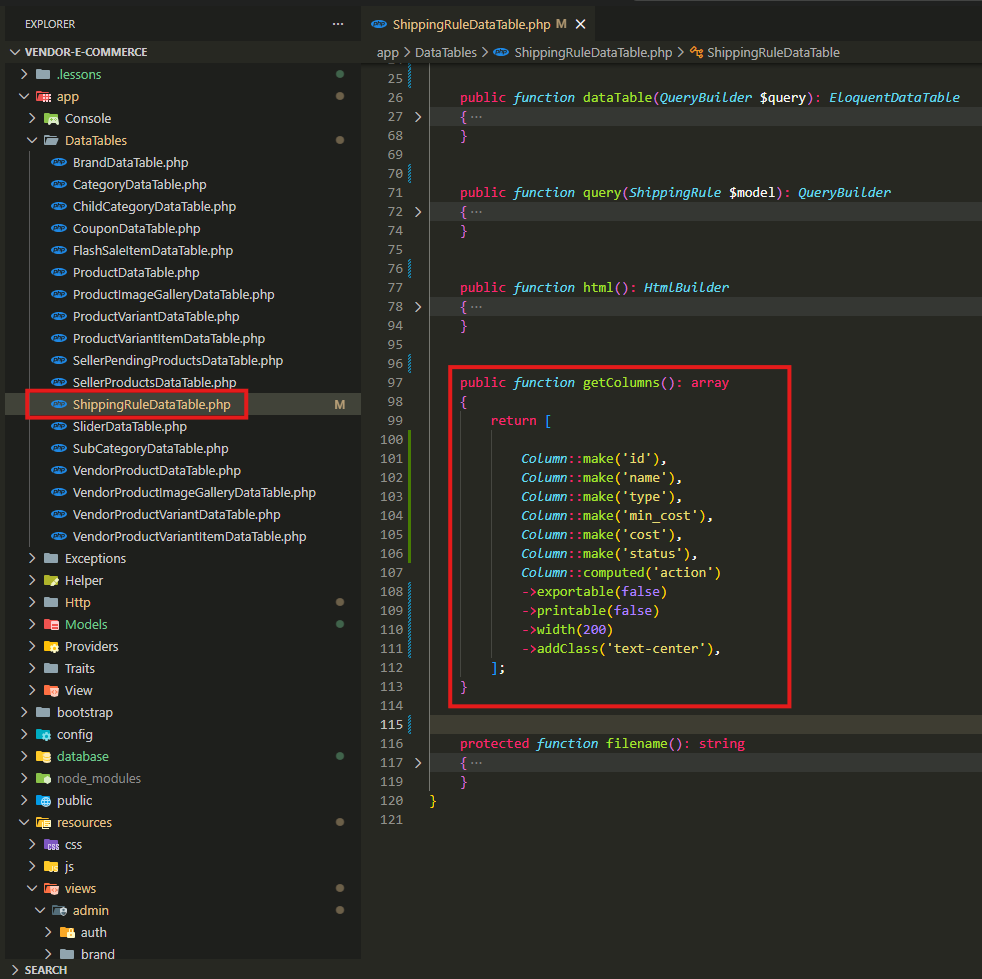 EXPLORER
VENDOR-E-COMMERCE
.lessons
app
Console
DataTables
BrandDataTable.php
CategoryDataTable.php
ChildCategoryDataTable.php
CouponDataTable.php
FlashSaleItemDataTable.php
ProductDataTable.php
ProductImageGalleryDataTable.php
ProductVariantDataTable.php
ProductVariantItemDataTable.php
SellerPendingProductsDataTable.php
SellerProductsDataTable.php
ShippingRuleDataTable.php M
SliderDataTable.php
SubCategoryDataTable.php
VendorProductDataTable.php
VendorProductImageGalleryDataTable.php
VendorProductVariantDataTable.php
VendorProductVariantItemDataTable.php
Exceptions
Helper
Http
Models
Providers
Traits
View
bootstrap
config
database
node_modules
public
resources
css
js
views
admin
auth
brand
SEARCH
ShippingRuleDataTable.php M
app > DataTables > ShippingRuleDataTable.php > ShippingRuleDataTable
25
26 public function dataTable(QueryBuilder $query): EloquentDataTable
27 { ···
68 }
69
70
71 public function query(ShippingRule $model): QueryBuilder
72 { ···
74 }
75
76
77 public function html(): HtmlBuilder
78 { ···
94 }
95
96
97 public function getColumns(): array
98 {
99 return [
100
101 Column::make('id'),
102 Column::make('name'),
103 Column::make('type'),
104 Column::make('min_cost'),
105 Column::make('cost'),
106 Column::make('status'),
107 Column::computed('action')
108 ->exportable(false)
109 ->printable(false)
110 ->width(200)
111 ->addClass('text-center'),
112 ];
113 }
114
115
116 protected function filename(): string
117 { ···
119 }
120 }
121